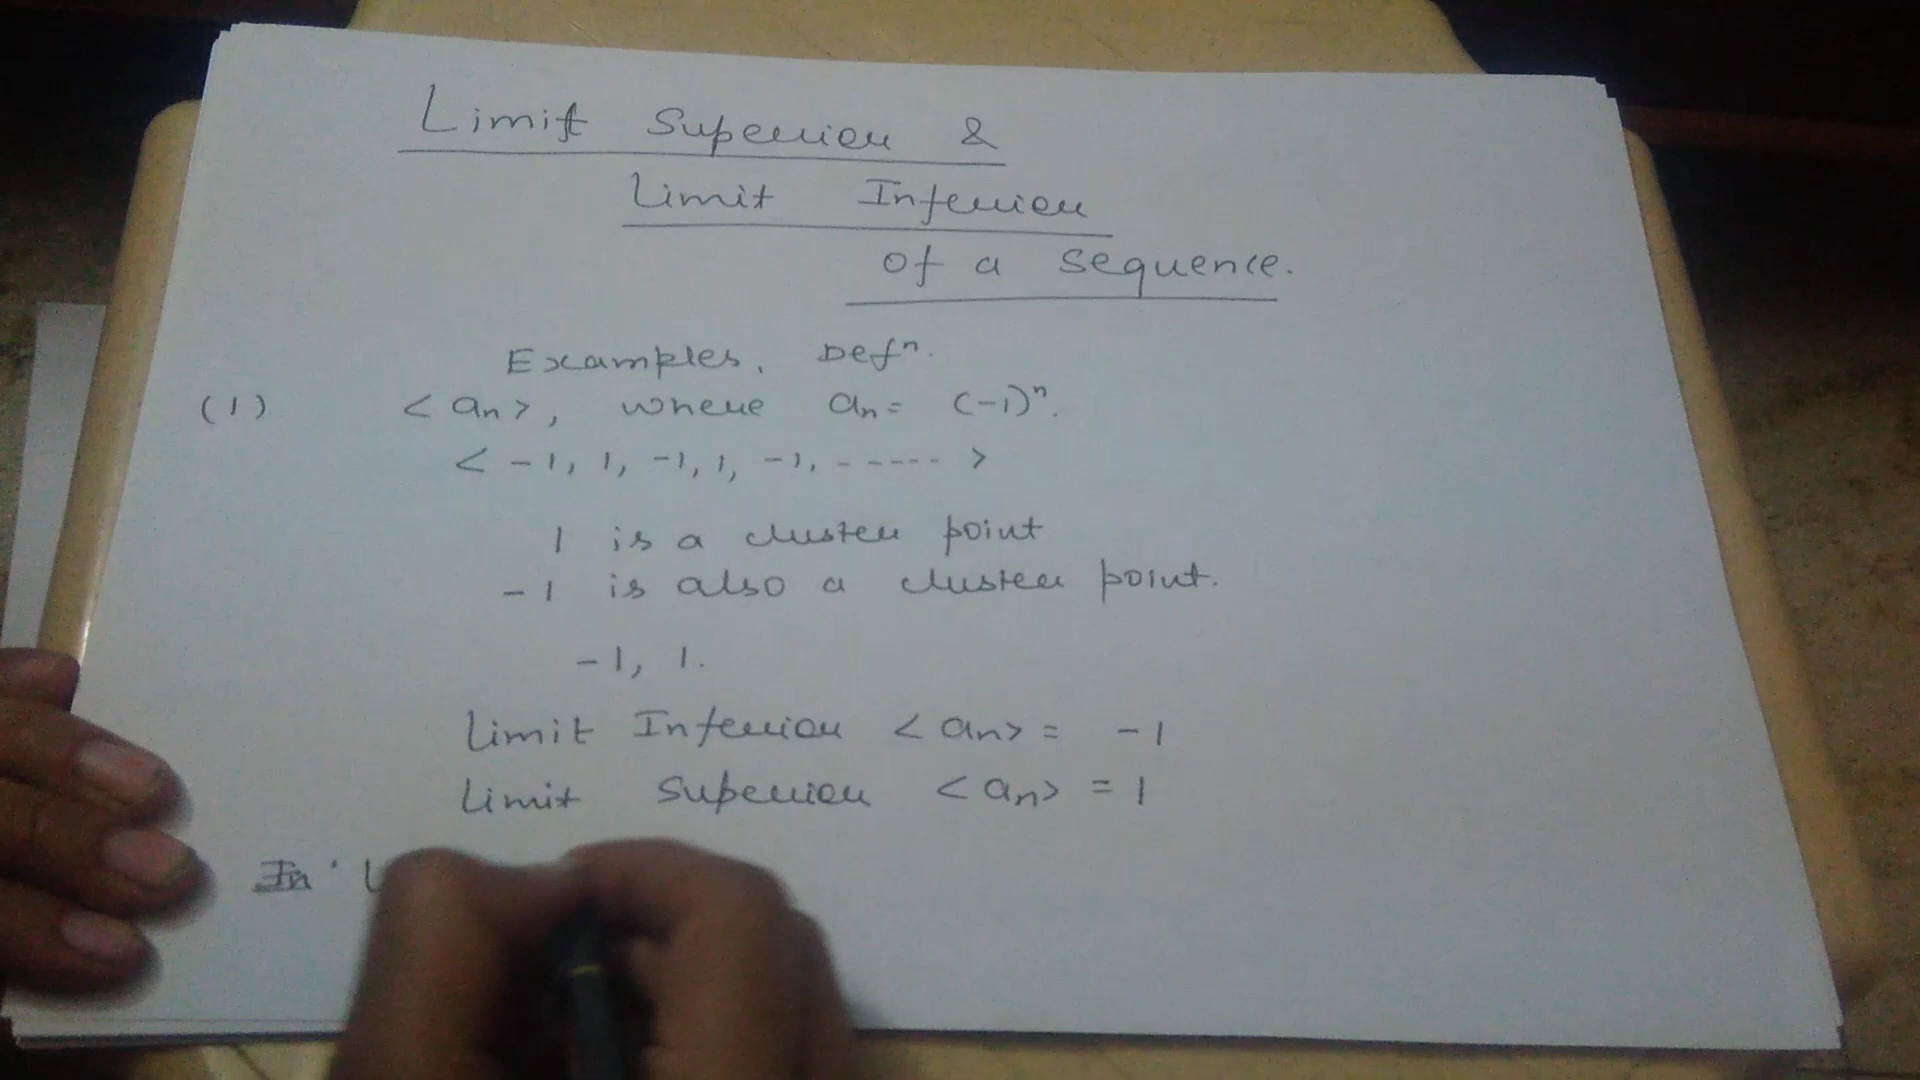 Limit Superior &
Limit Inferior
of a sequence.
Examples, Defⁿ.
(1) < aₙ >, where aₙ = (-1)ⁿ.
< -1, 1, -1, 1, -1, ------ >
1 is a cluster point
-1 is also a cluster point.
-1, 1.
Limit Inferior < aₙ > = -1
Limit Superior < aₙ > = 1